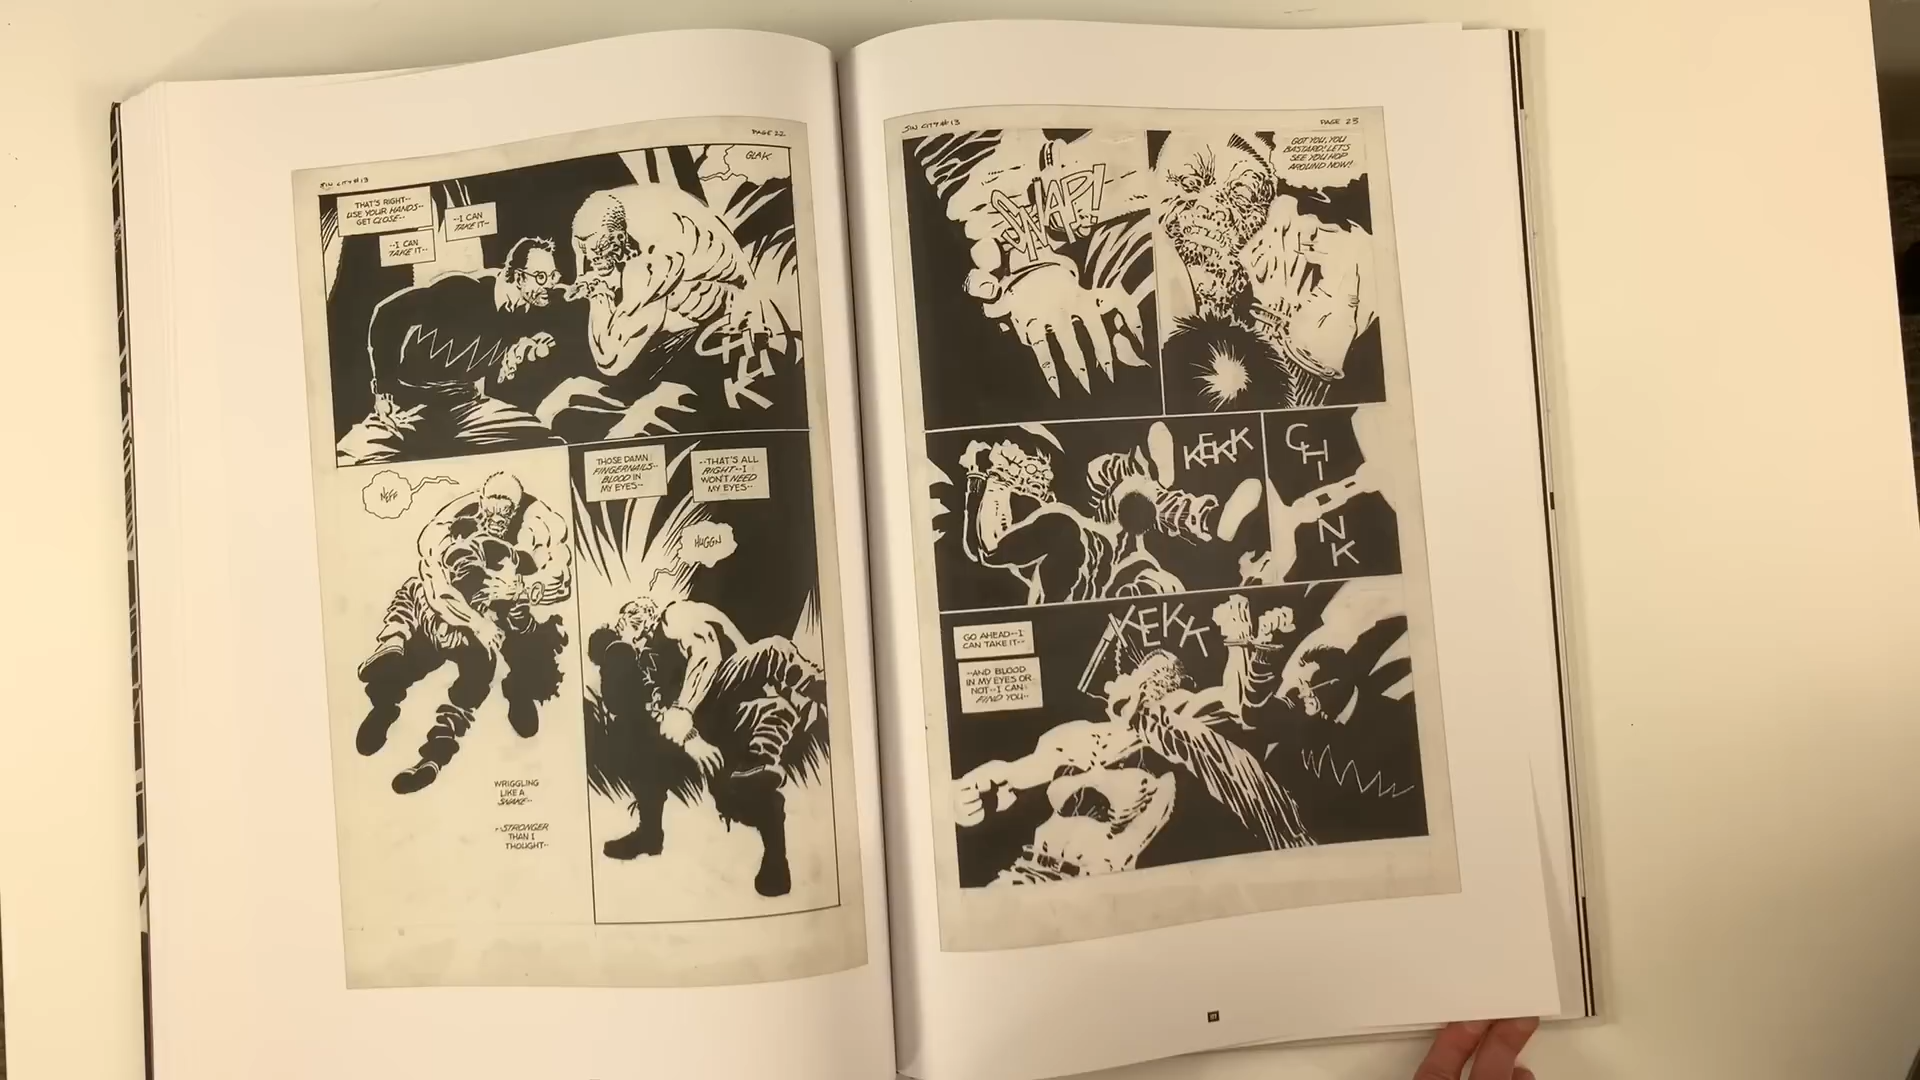 SIN CITY #13
PAGE 22
THAT'S RIGHT--
USE YOUR HANDS--
GET CLOSE--
--I CAN
TAKE IT--
--I CAN
TAKE IT--
GLAK
CHUK
NGFF
WRIGGLING
LIKE A
SNAKE--
--STRONGER
THAN I
THOUGHT--
THOSE DAMN
FINGERNAILS--
BLOOD IN
MY EYES--
--THAT'S ALL
RIGHT--I
WON'T NEED
MY EYES--
HUGGN
SIN CITY #13
PAGE 23
SNAP!
GOT YOU, YOU
BASTARD! LET'S
SEE YOU HOP
AROUND NOW!
KEKK
CHINK
KEKK
GO AHEAD--I
CAN TAKE IT--
--AND BLOOD
IN MY EYES OR
NOT--I CAN
FIND YOU--